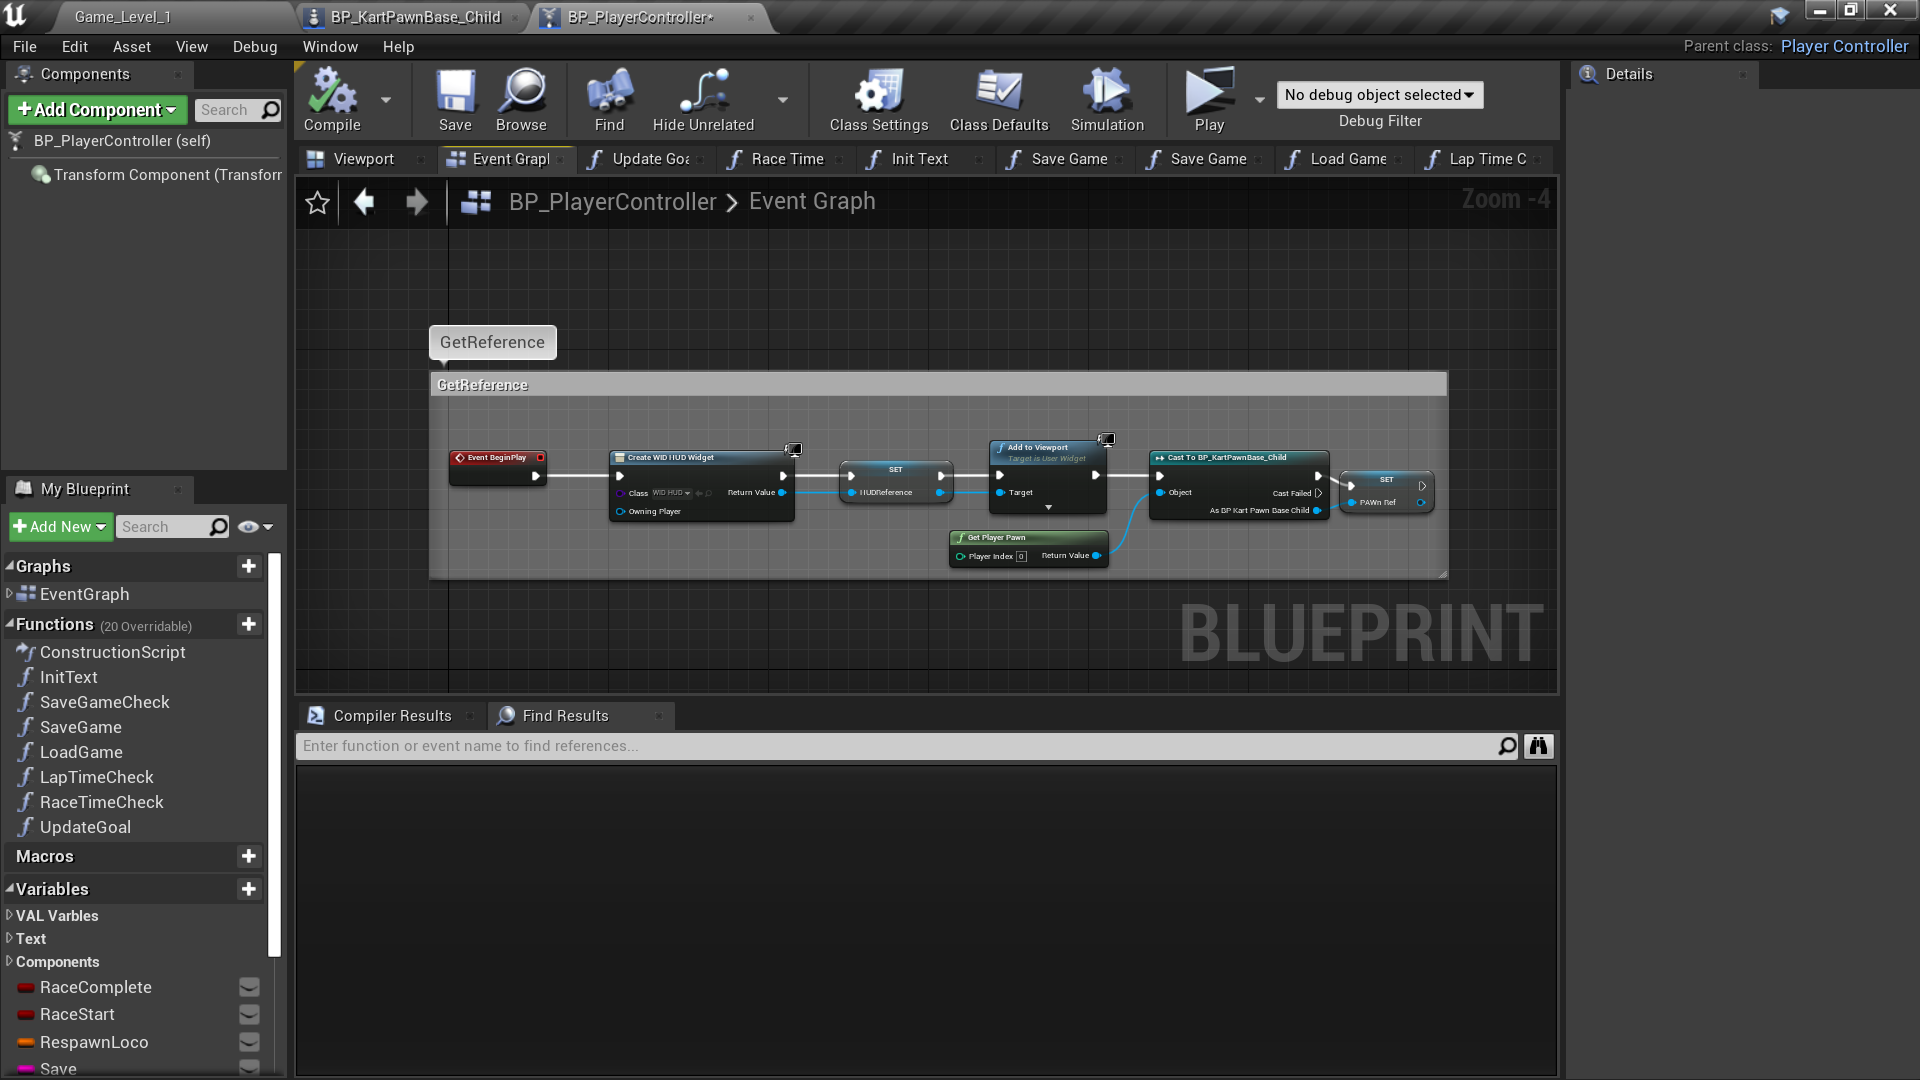 Game_Level_1
BP_KartPawnBase_Child
BP_PlayerController*
File Edit Asset View Debug Window Help
Parent class: Player Controller
Components
Add Component
Search
BP_PlayerController (self)
Transform Component (Transforr
Compile
Save
Browse
Find
Hide Unrelated
Class Settings
Class Defaults
Simulation
Play
No debug object selected
Debug Filter
Details
Viewport
Event Graph
Update Goa
Race Time
Init Text
Save Game
Save Game
Load Game
Lap Time C
BP_PlayerController > Event Graph
Zoom -4
GetReference
GetReference
Event BeginPlay
Create WID HUD Widget
Class WID HUD
Return Value
Owning Player
SET
HUDReference
Add to Viewport
Target is User Widget
Target
Get Player Pawn
Player Index 0
Return Value
Cast To BP_KartPawnBase_Child
Object
Cast Failed
As BP Kart Pawn Base Child
SET
PAWn Ref
BLUEPRINT
My Blueprint
Add New
Search
Graphs
EventGraph
Functions (20 Overridable)
ConstructionScript
InitText
SaveGameCheck
SaveGame
LoadGame
LapTimeCheck
RaceTimeCheck
UpdateGoal
Macros
Variables
VAL Varbles
Text
Components
RaceComplete
RaceStart
RespawnLoco
Save
Compiler Results
Find Results
Enter function or event name to find references...